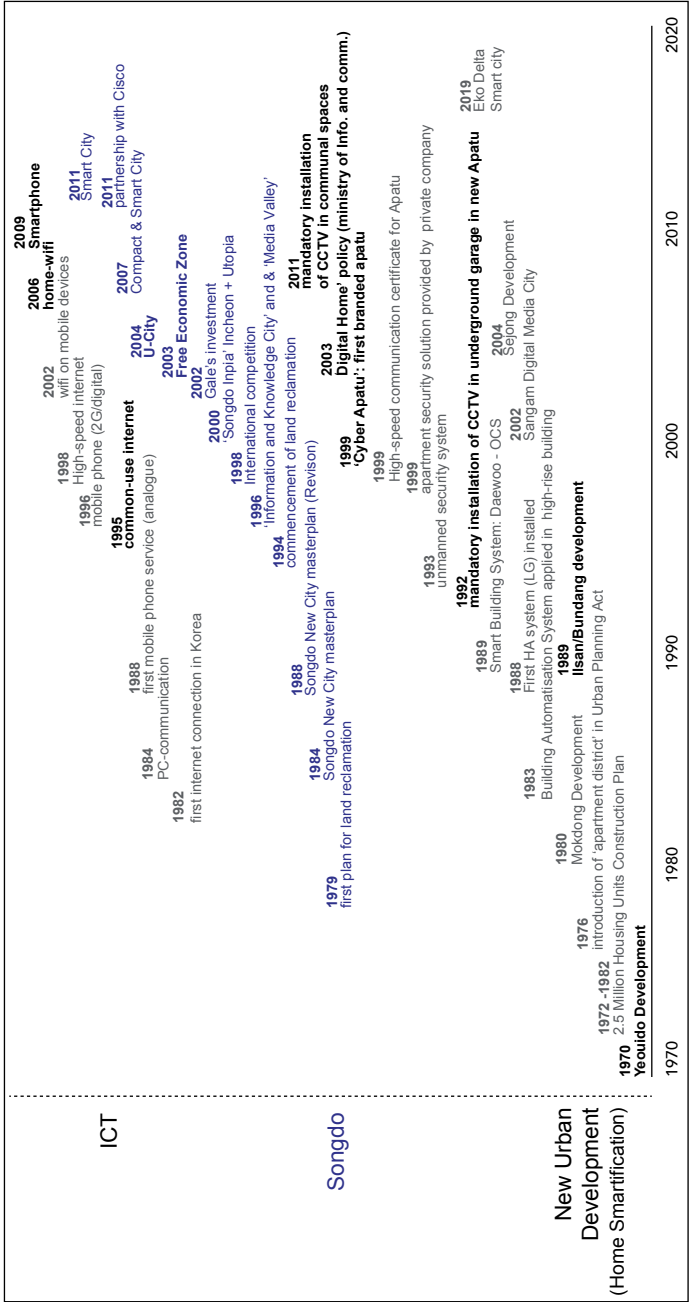 ICT
2009
Smartphone
2006
home-wifi
2002
wifi on mobile devices
1998
High-speed internet
1996
mobile phone (2G/digital)
1995
common-use internet
1988
first mobile phone service (analogue)
1984
PC-communication
1982
first internet connection in Korea
Songdo
2011
Smart City
2011
partnership with Cisco
2007
Compact & Smart City
2004
U-City
2003
Free Economic Zone
2002
Gale's investment
2000
'Songdo Inpia' Incheon + Utopia
1998
International competition
1996
'Information and Knowledge City' and & 'Media Valley'
1994
commencement of land reclamation
1988
Songdo New City masterplan (Revison)
1984
Songdo New City masterplan
1979
first plan for land reclamation
New Urban
Development
(Home Smartification)
2011
mandatory installation
of CCTV in communal spaces
2003
Digital Home' policy (ministry of Info. and comm.)
1999
'Cyber Apatu': first branded apatu
1999
High-speed communication certificate for Apatu
1999
apartment security solution provided by private company
1993
unmanned security system
1992
mandatory installation of CCTV in underground garage in new Apatu
1989
Smart Building System: Daewoo - OCS
1988
First HA system (LG) installed
1983
Building Automatisation System applied in high-rise building
2019
Eko Delta
Smart city
2004
Sejong Development
2002
Sangam Digital Media City
1989
Ilsan/Bundang development
1980
Mokdong Development
1976
introduction of 'apartment district' in Urban Planning Act
1972 -1982
2.5 Million Housing Units Construction Plan
1970
Yeouido Development
1970 1980 1990 2000 2010 2020